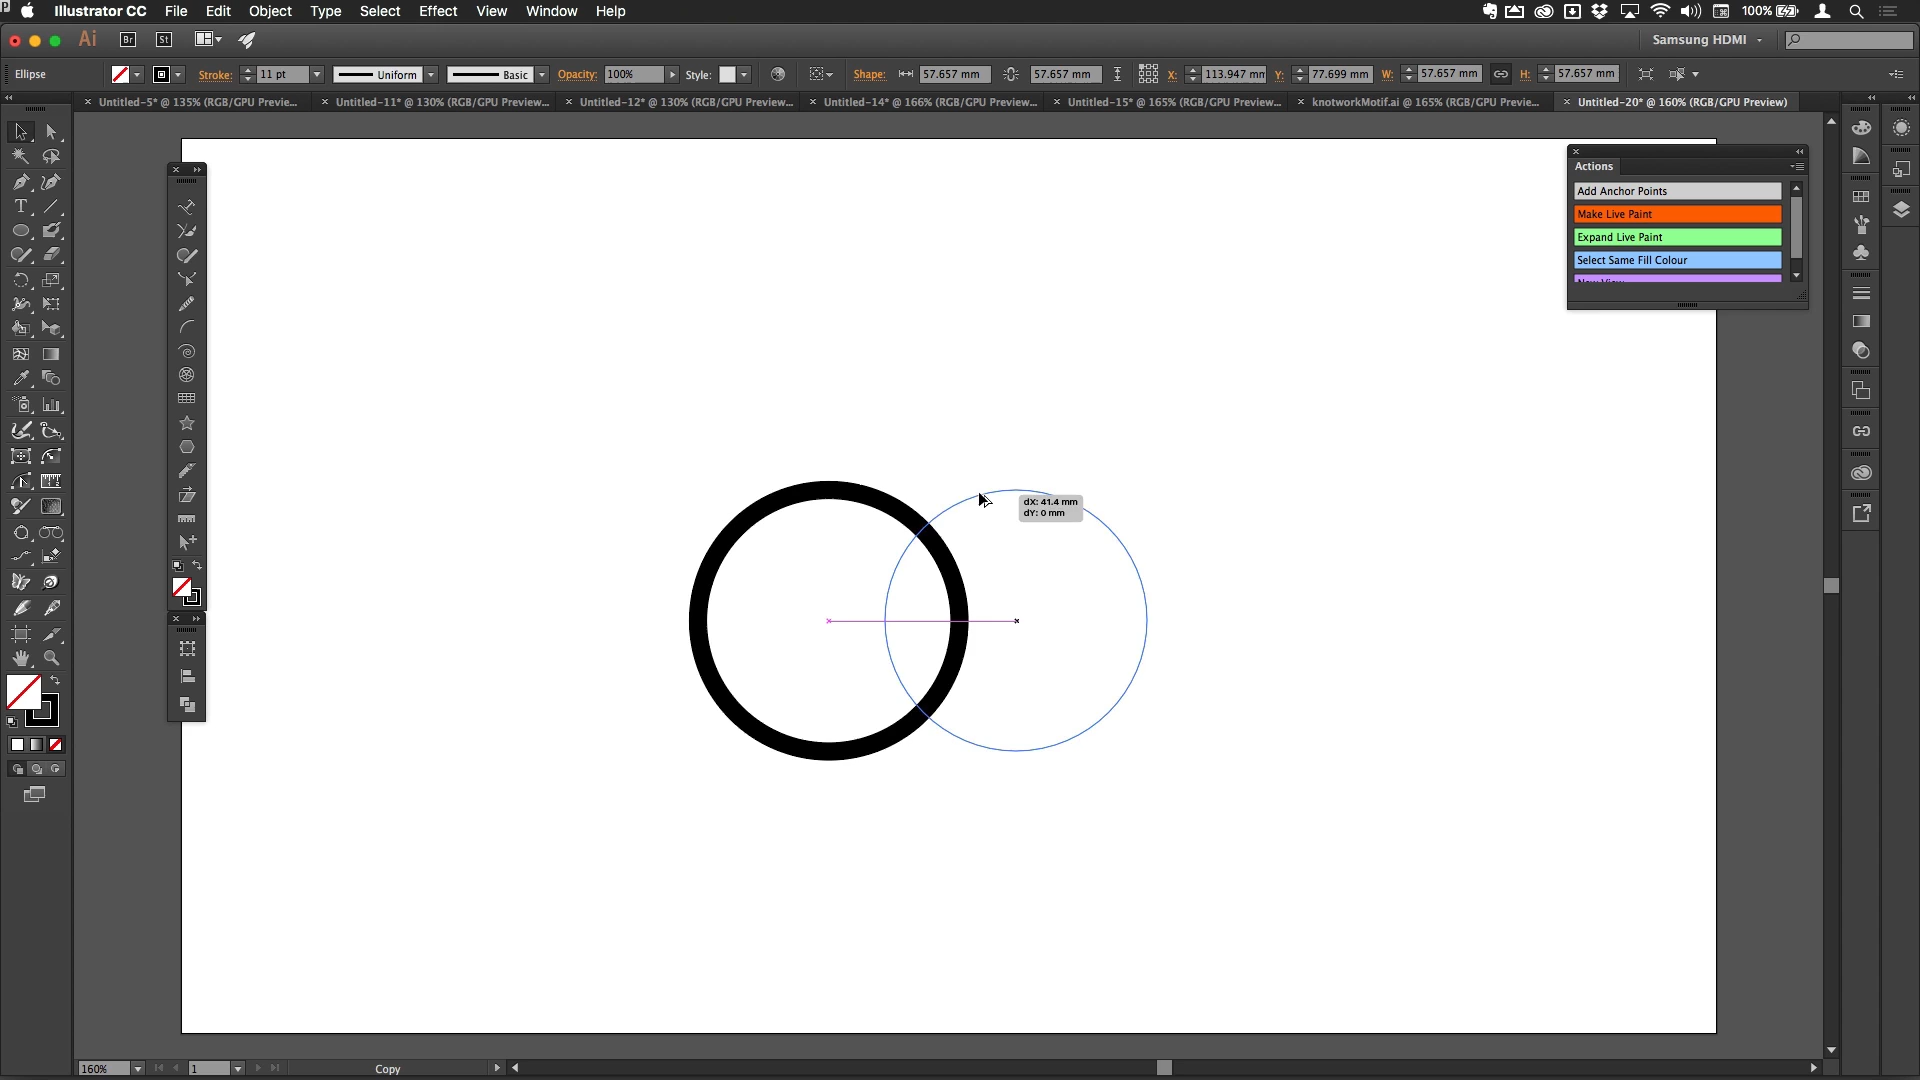 Illustrator CC File Edit Object Type Select Effect View Window Help 100%
Ai Br St Samsung HDMI
Ellipse Stroke: 11 pt Uniform Basic Opacity: 100% Style: Shape: 57.657 mm 57.657 mm X: 113.947 mm Y: 77.699 mm W: 57.657 mm H: 57.657 mm
Untitled-5* @ 135% (RGB/GPU Previe... Untitled-11* @ 130% (RGB/GPU Preview... Untitled-12* @ 130% (RGB/GPU Preview... Untitled-14* @ 166% (RGB/GPU Preview... Untitled-15* @ 165% (RGB/GPU Preview... knotworkMotif.ai @ 165% (RGB/GPU Previe... Untitled-20* @ 160% (RGB/GPU Preview)
Actions
Add Anchor Points
Make Live Paint
Expand Live Paint
Select Same Fill Colour
dX: 41.4 mm
dY: 0 mm
160% 1 Copy